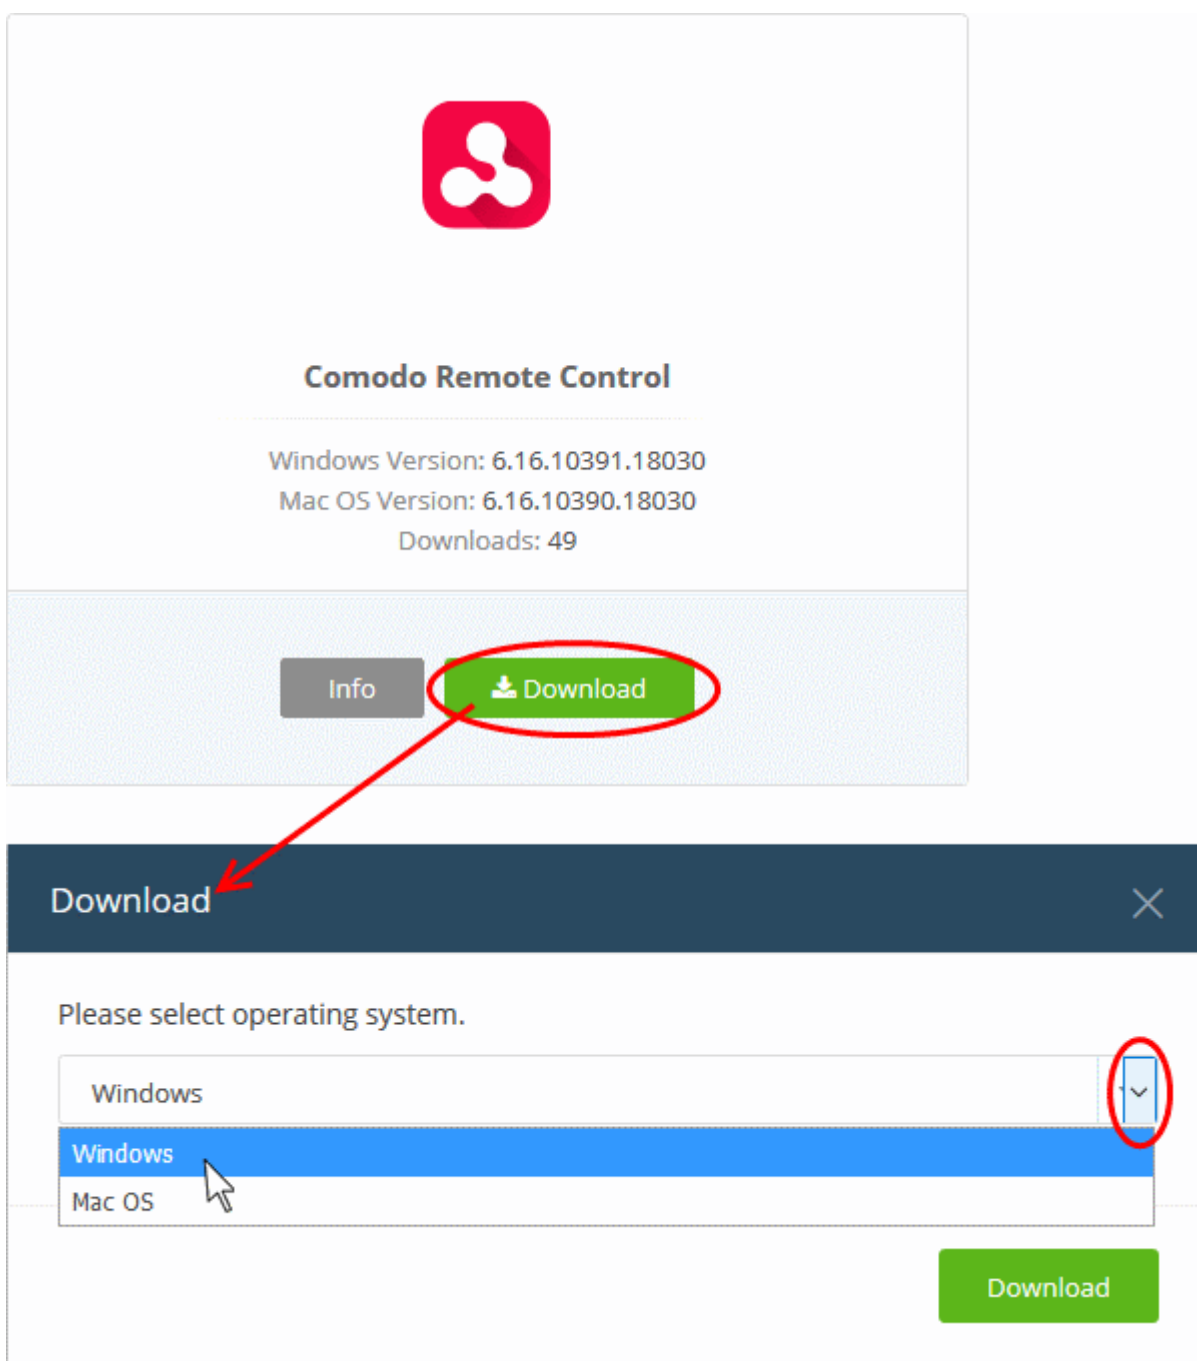 Comodo Remote Control
Windows Version: 6.16.10391.18030
Mac OS Version: 6.16.10390.18030
Downloads: 49
Info
Download
Download
Please select operating system.
Windows
Windows
Mac OS
Download